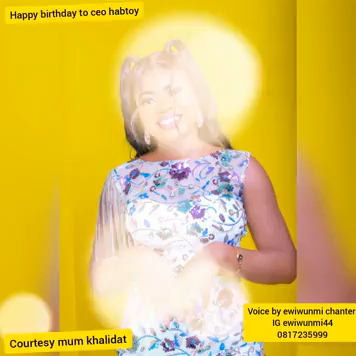 Happy birthday to ceo habtoy
Courtesy mum khalidat
Voice by ewiwunmi chanter
IG ewiwunmi44
0817235999